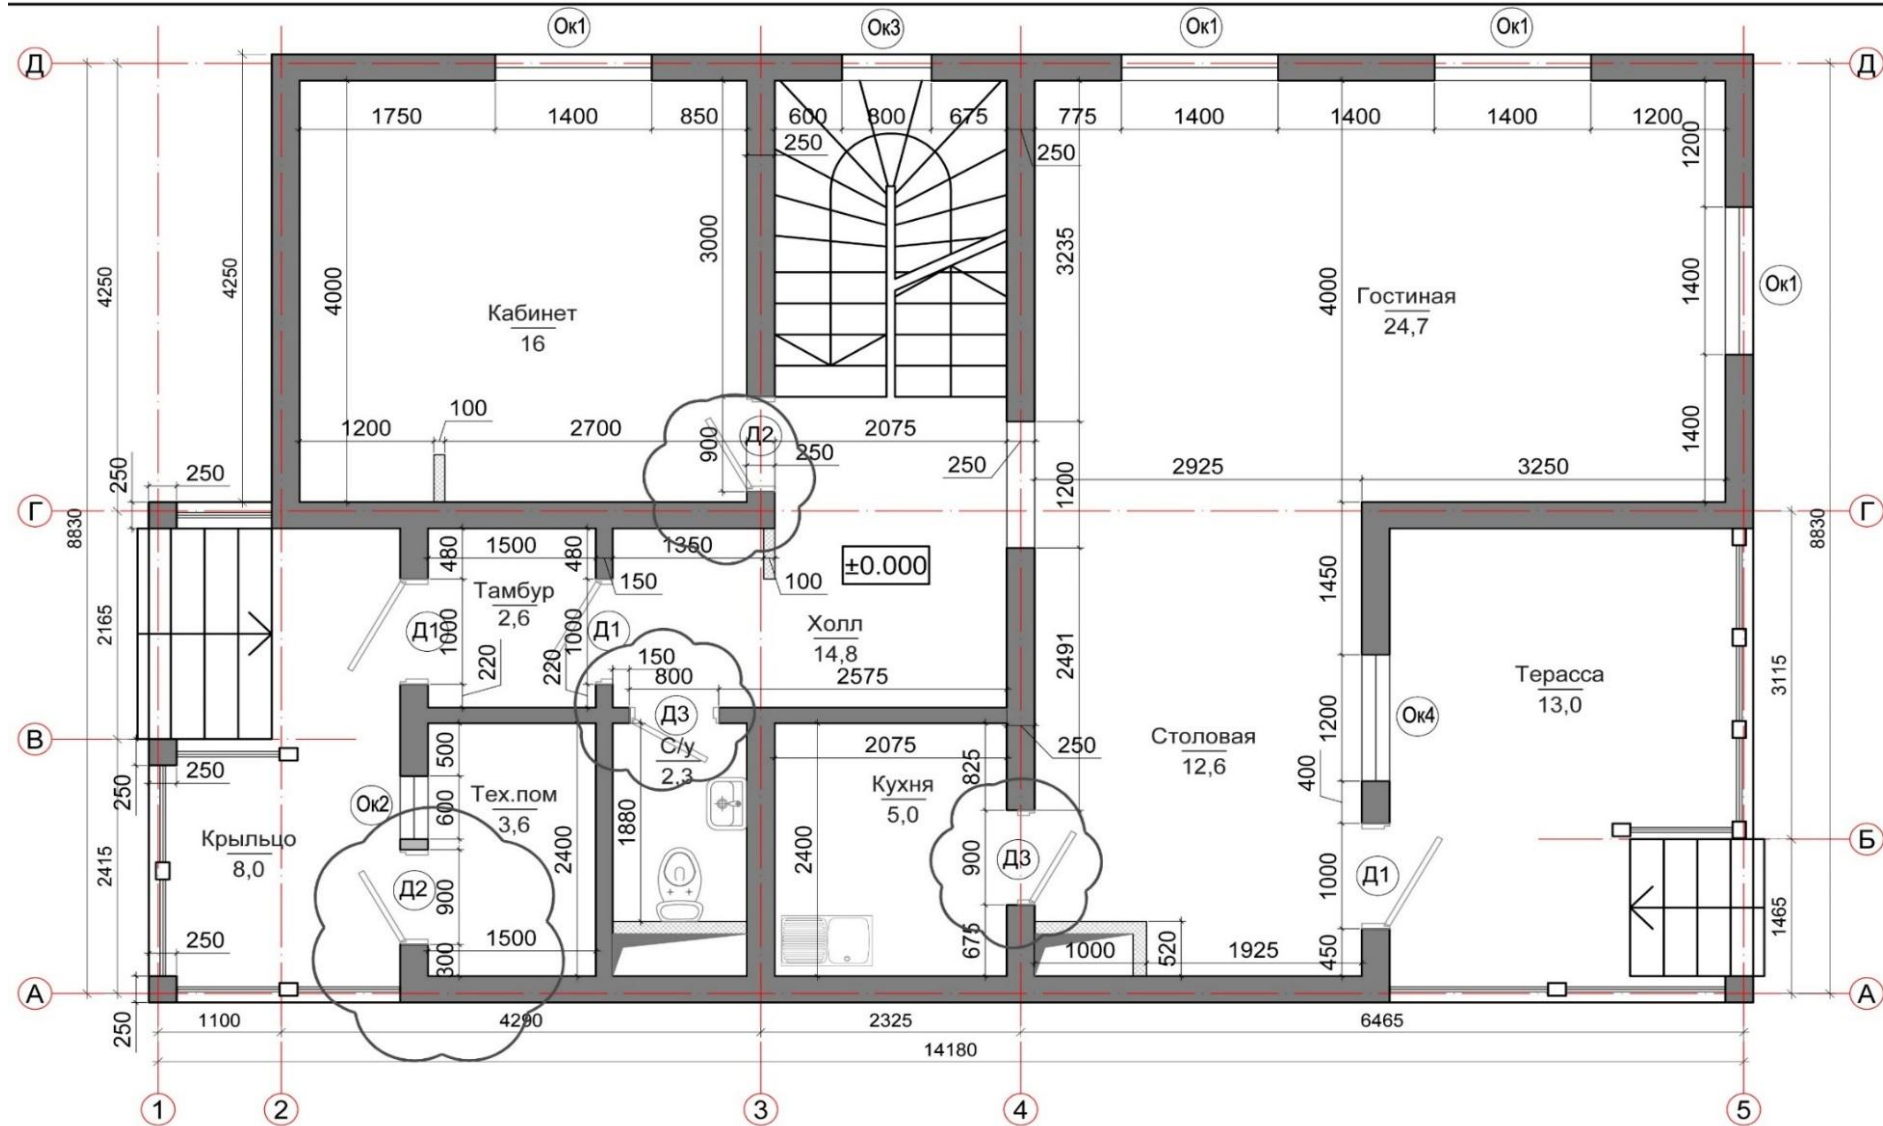 Ок1 Ок3 Ок1 Ок1
Д Д
1750 1400 850 600 800 675 775 1400 1400 1400 1200
250 250 1200
4250 4250 4000 3000 3235 4000 1400 Ок1
Кабинет
16
Гостиная
24,7
1200 100 2700 900 Д2 2075 1400
250 250 250 250 1200 2925 3250
Г Г
8830 8830
480 1500 480 1350 ±0.000
150 100 1450
Тамбур
2,6
2165 Д1 1000 1000 Д1
Холл
14,8
2491
220 220 150
800 2575
Терасса
13,0
3115
Д3 1200 Ок4
В
500 С/у
2,3
2075 825 250
Столовая
12,6
400
250 250 Ок2 600
Тех.пом
3,6
Кухня
5,0
Крыльцо
8,0
2415 1880 2400 2400 900 Д3 Б
Д2 900 1000 Д1
250 300 1500 675 1000 520 1925 450 1465
А А
250 1100 4290 2325 6465
14180
1 2 3 4 5